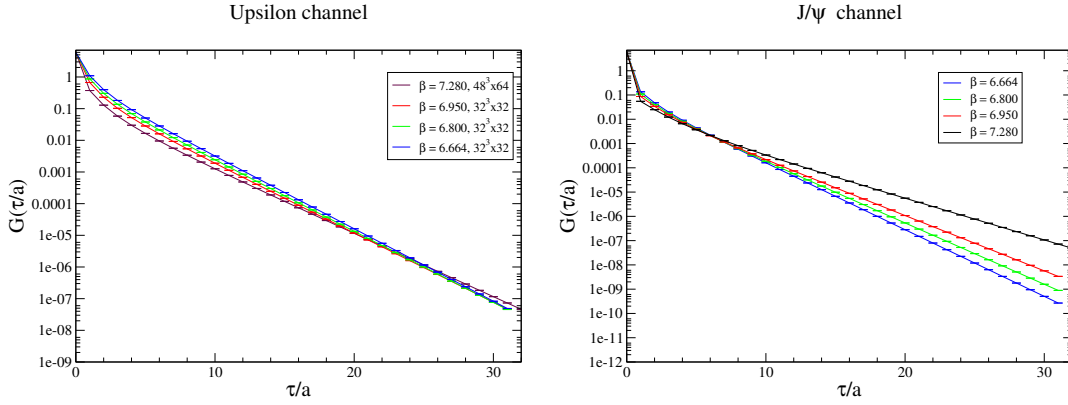 Upsilon channel
G(τ/a)
1
0.1
0.01
0.001
0.0001
1e-05
1e-06
1e-07
1e-08
1e-09
β = 7.280, 48³x64
β = 6.950, 32³x32
β = 6.800, 32³x32
β = 6.664, 32³x32
0 10 20 30
τ/a
J/ψ channel
G(τ/a)
1
0.1
0.01
0.001
0.0001
1e-05
1e-06
1e-07
1e-08
1e-09
1e-10
1e-11
1e-12
β = 6.664
β = 6.800
β = 6.950
β = 7.280
0 10 20 30
τ/a